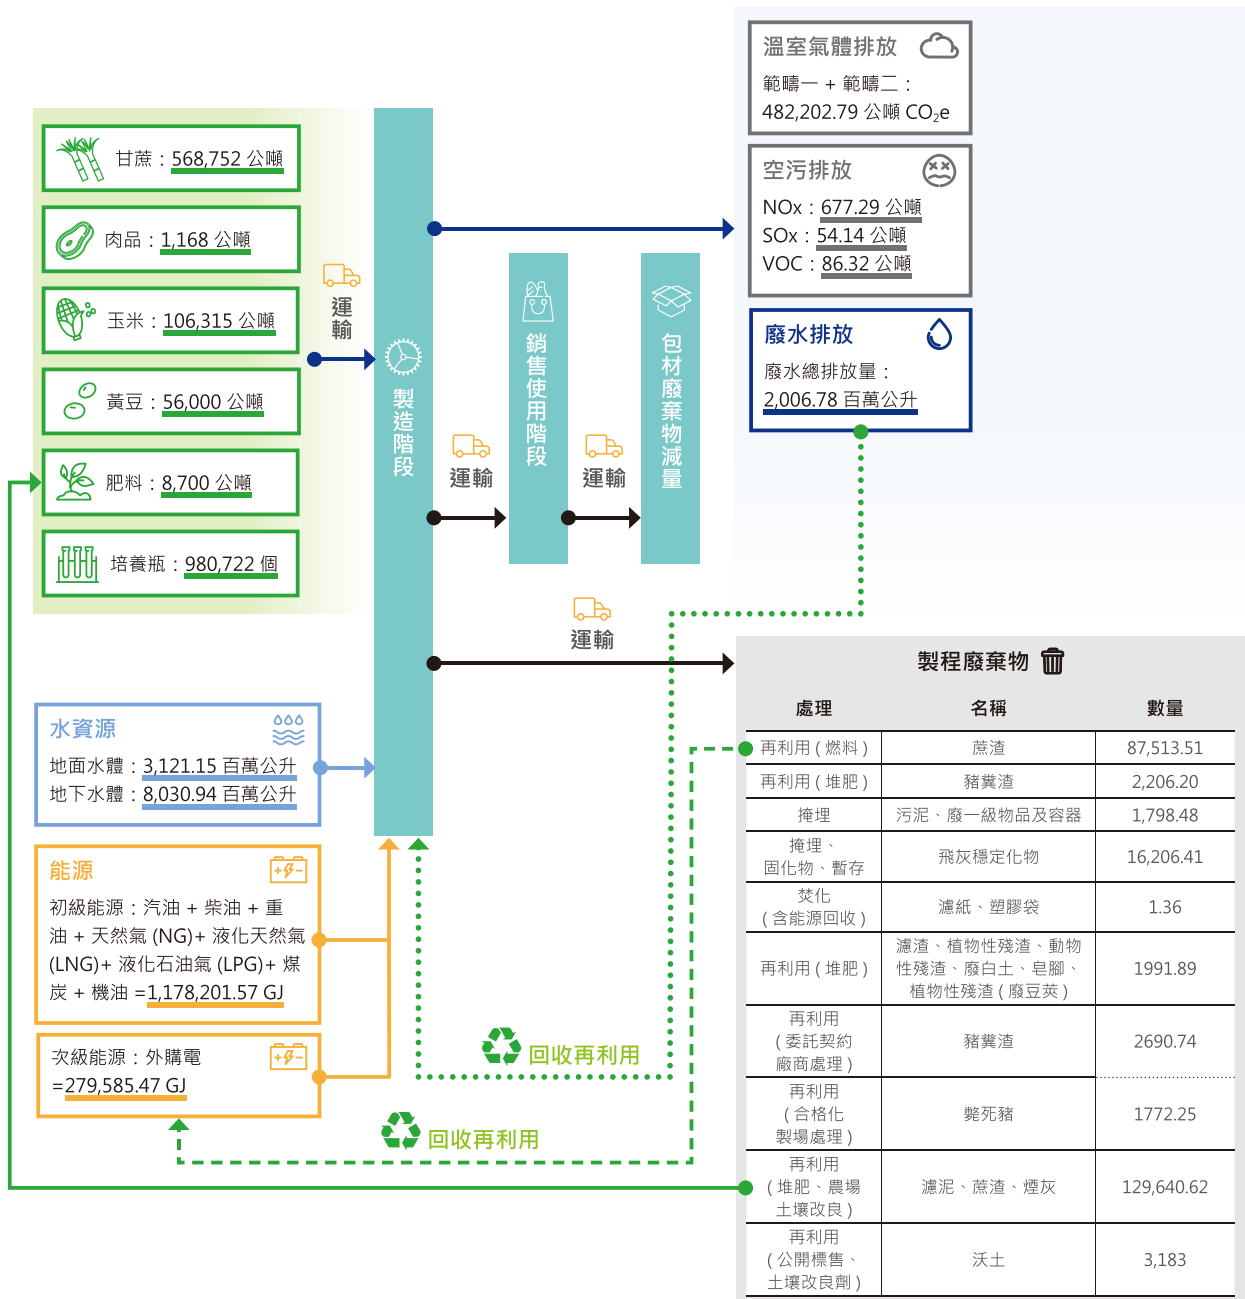 甘蔗：568,752 公噸
肉品：1,168 公噸
玉米：106,315 公噸
黃豆：56,000 公噸
肥料：8,700 公噸
培養瓶：980,722 個
運輸
製造階段
運輸
銷售使用階段
運輸
包材廢棄物減量
運輸
溫室氣體排放
範疇一 + 範疇二：
482,202.79 公噸 CO₂e
空污排放
NOx：677.29 公噸
SOx：54.14 公噸
VOC：86.32 公噸
廢水排放
廢水總排放量：
2,006.78 百萬公升
水資源
地面水體：3,121.15 百萬公升
地下水體：8,030.94 百萬公升
能源
初級能源：汽油 + 柴油 + 重
油 + 天然氣 (NG)+ 液化天然氣
(LNG)+ 液化石油氣 (LPG)+ 煤
炭 + 機油 =1,178,201.57 GJ
次級能源：外購電
=279,585.47 GJ
回收再利用
回收再利用
製程廢棄物
處理 名稱 數量
再利用 ( 燃料 ) 蔗渣 87,513.51
再利用 ( 堆肥 ) 豬糞渣 2,206.20
掩埋 污泥、廢一級物品及容器 1,798.48
掩埋、
固化物、暫存
飛灰穩定化物 16,206.41
焚化
( 含能源回收 )
濾紙、塑膠袋 1.36
再利用 ( 堆肥 )
濾渣、植物性殘渣、動物
性殘渣、廢白土、皂腳、
植物性殘渣 ( 廢豆莢 )
1991.89
再利用
( 委託契約
廠商處理 )
豬糞渣 2690.74
再利用
( 合格化
製場處理 )
斃死豬 1772.25
再利用
( 堆肥、農場
土壤改良 )
濾泥、蔗渣、煙灰 129,640.62
再利用
( 公開標售、
土壤改良劑 )
沃土 3,183